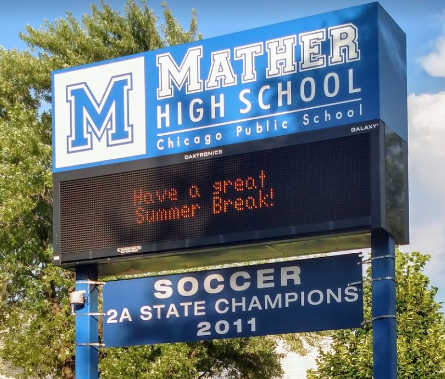 M
MATHER
HIGH SCHOOL
Chicago Public School
DAKTRONICS
GALAXY
Have a great
Summer Break!
SOCCER
2A STATE CHAMPIONS
2011